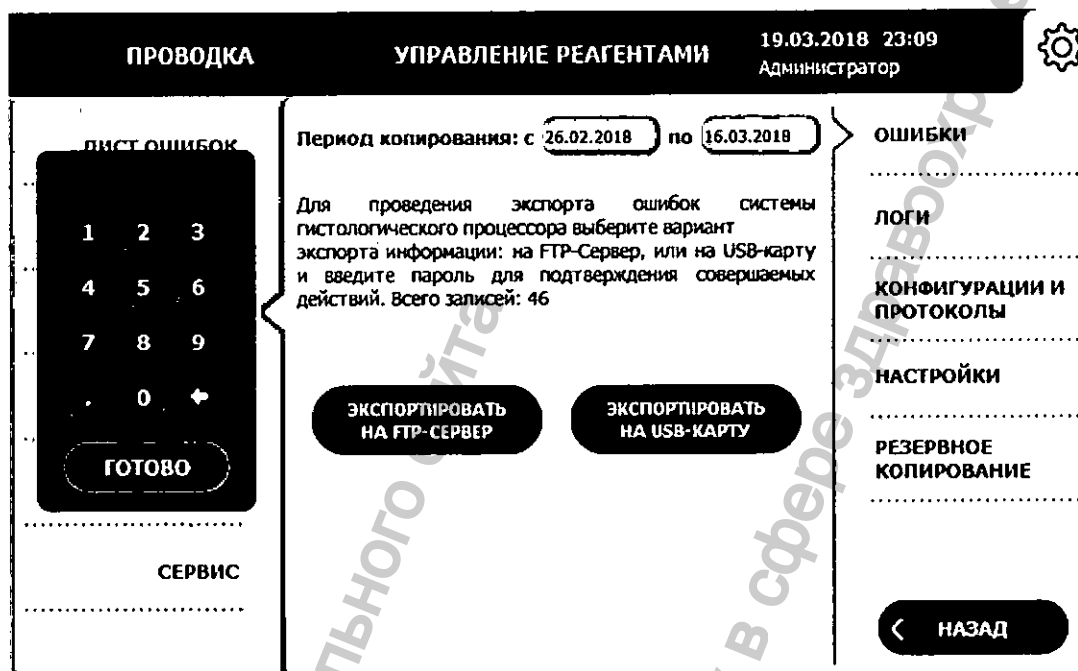 ПРОВОДКА
УПРАВЛЕНИЕ РЕАГЕНТАМИ
19.03.2018 23:09
Администратор
ЛИСТ ОШИБОК
1 2 3
4 5 6
7 8 9
. 0
ГОТОВО
СЕРВИС
Период копирования: с 26.02.2018 по 16.03.2018
Для проведения экспорта ошибок системы
гистологического процессора выберите вариант
экспорта информации: на FTP-Сервер, или на USB-карту
и введите пароль для подтверждения совершаемых
действий. Всего записей: 46
ЭКСПОРТИРОВАТЬ
НА FTP-СЕРВЕР
ЭКСПОРТИРОВАТЬ
НА USB-КАРТУ
ОШИБКИ
ЛОГИ
КОНФИГУРАЦИИ И
ПРОТОКОЛЫ
НАСТРОЙКИ
РЕЗЕРВНОЕ
КОПИРОВАНИЕ
НАЗАД
сайта
в сфере